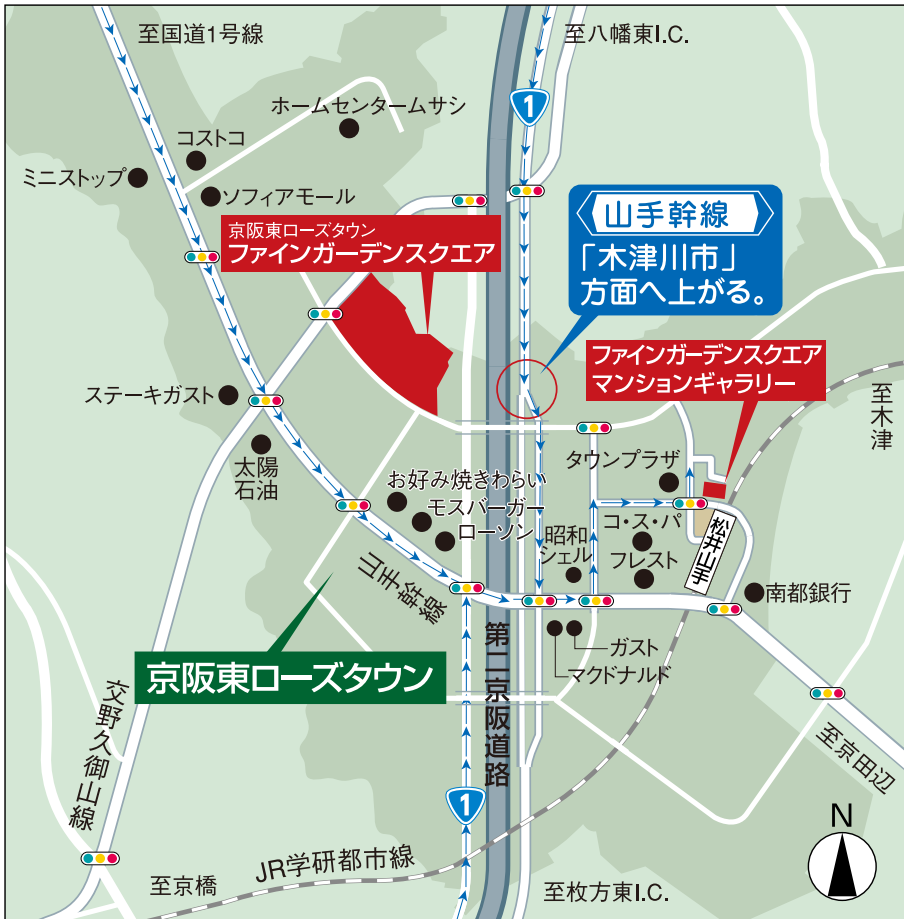 至国道1号線
至八幡東I.C.
1
ホームセンタームサシ
コストコ
ミニストップ
ソフィアモール
山手幹線
「木津川市」
方面へ上がる。
京阪東ローズタウン
ファインガーデンスクエア
ファインガーデンスクエア
マンションギャラリー
至木津
ステーキガスト
太陽
石油
タウンプラザ
お好み焼きわらい
モスバーガー
ローソン
昭和
シェル
コ・ス・パ
フレスト
松井山手
山手幹線
南都銀行
ガスト
マクドナルド
京阪東ローズタウン
第二京阪道路
交野久御山線
至京田辺
1
N
JR学研都市線
至京橋
至枚方東I.C.